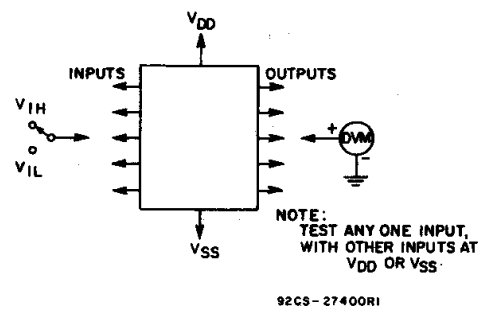 VDD
INPUTS
OUTPUTS
VIH
VIL
+
DVM
-
VSS
NOTE:
TEST ANY ONE INPUT,
WITH OTHER INPUTS AT
VDD OR VSS.
92CS-27400RI